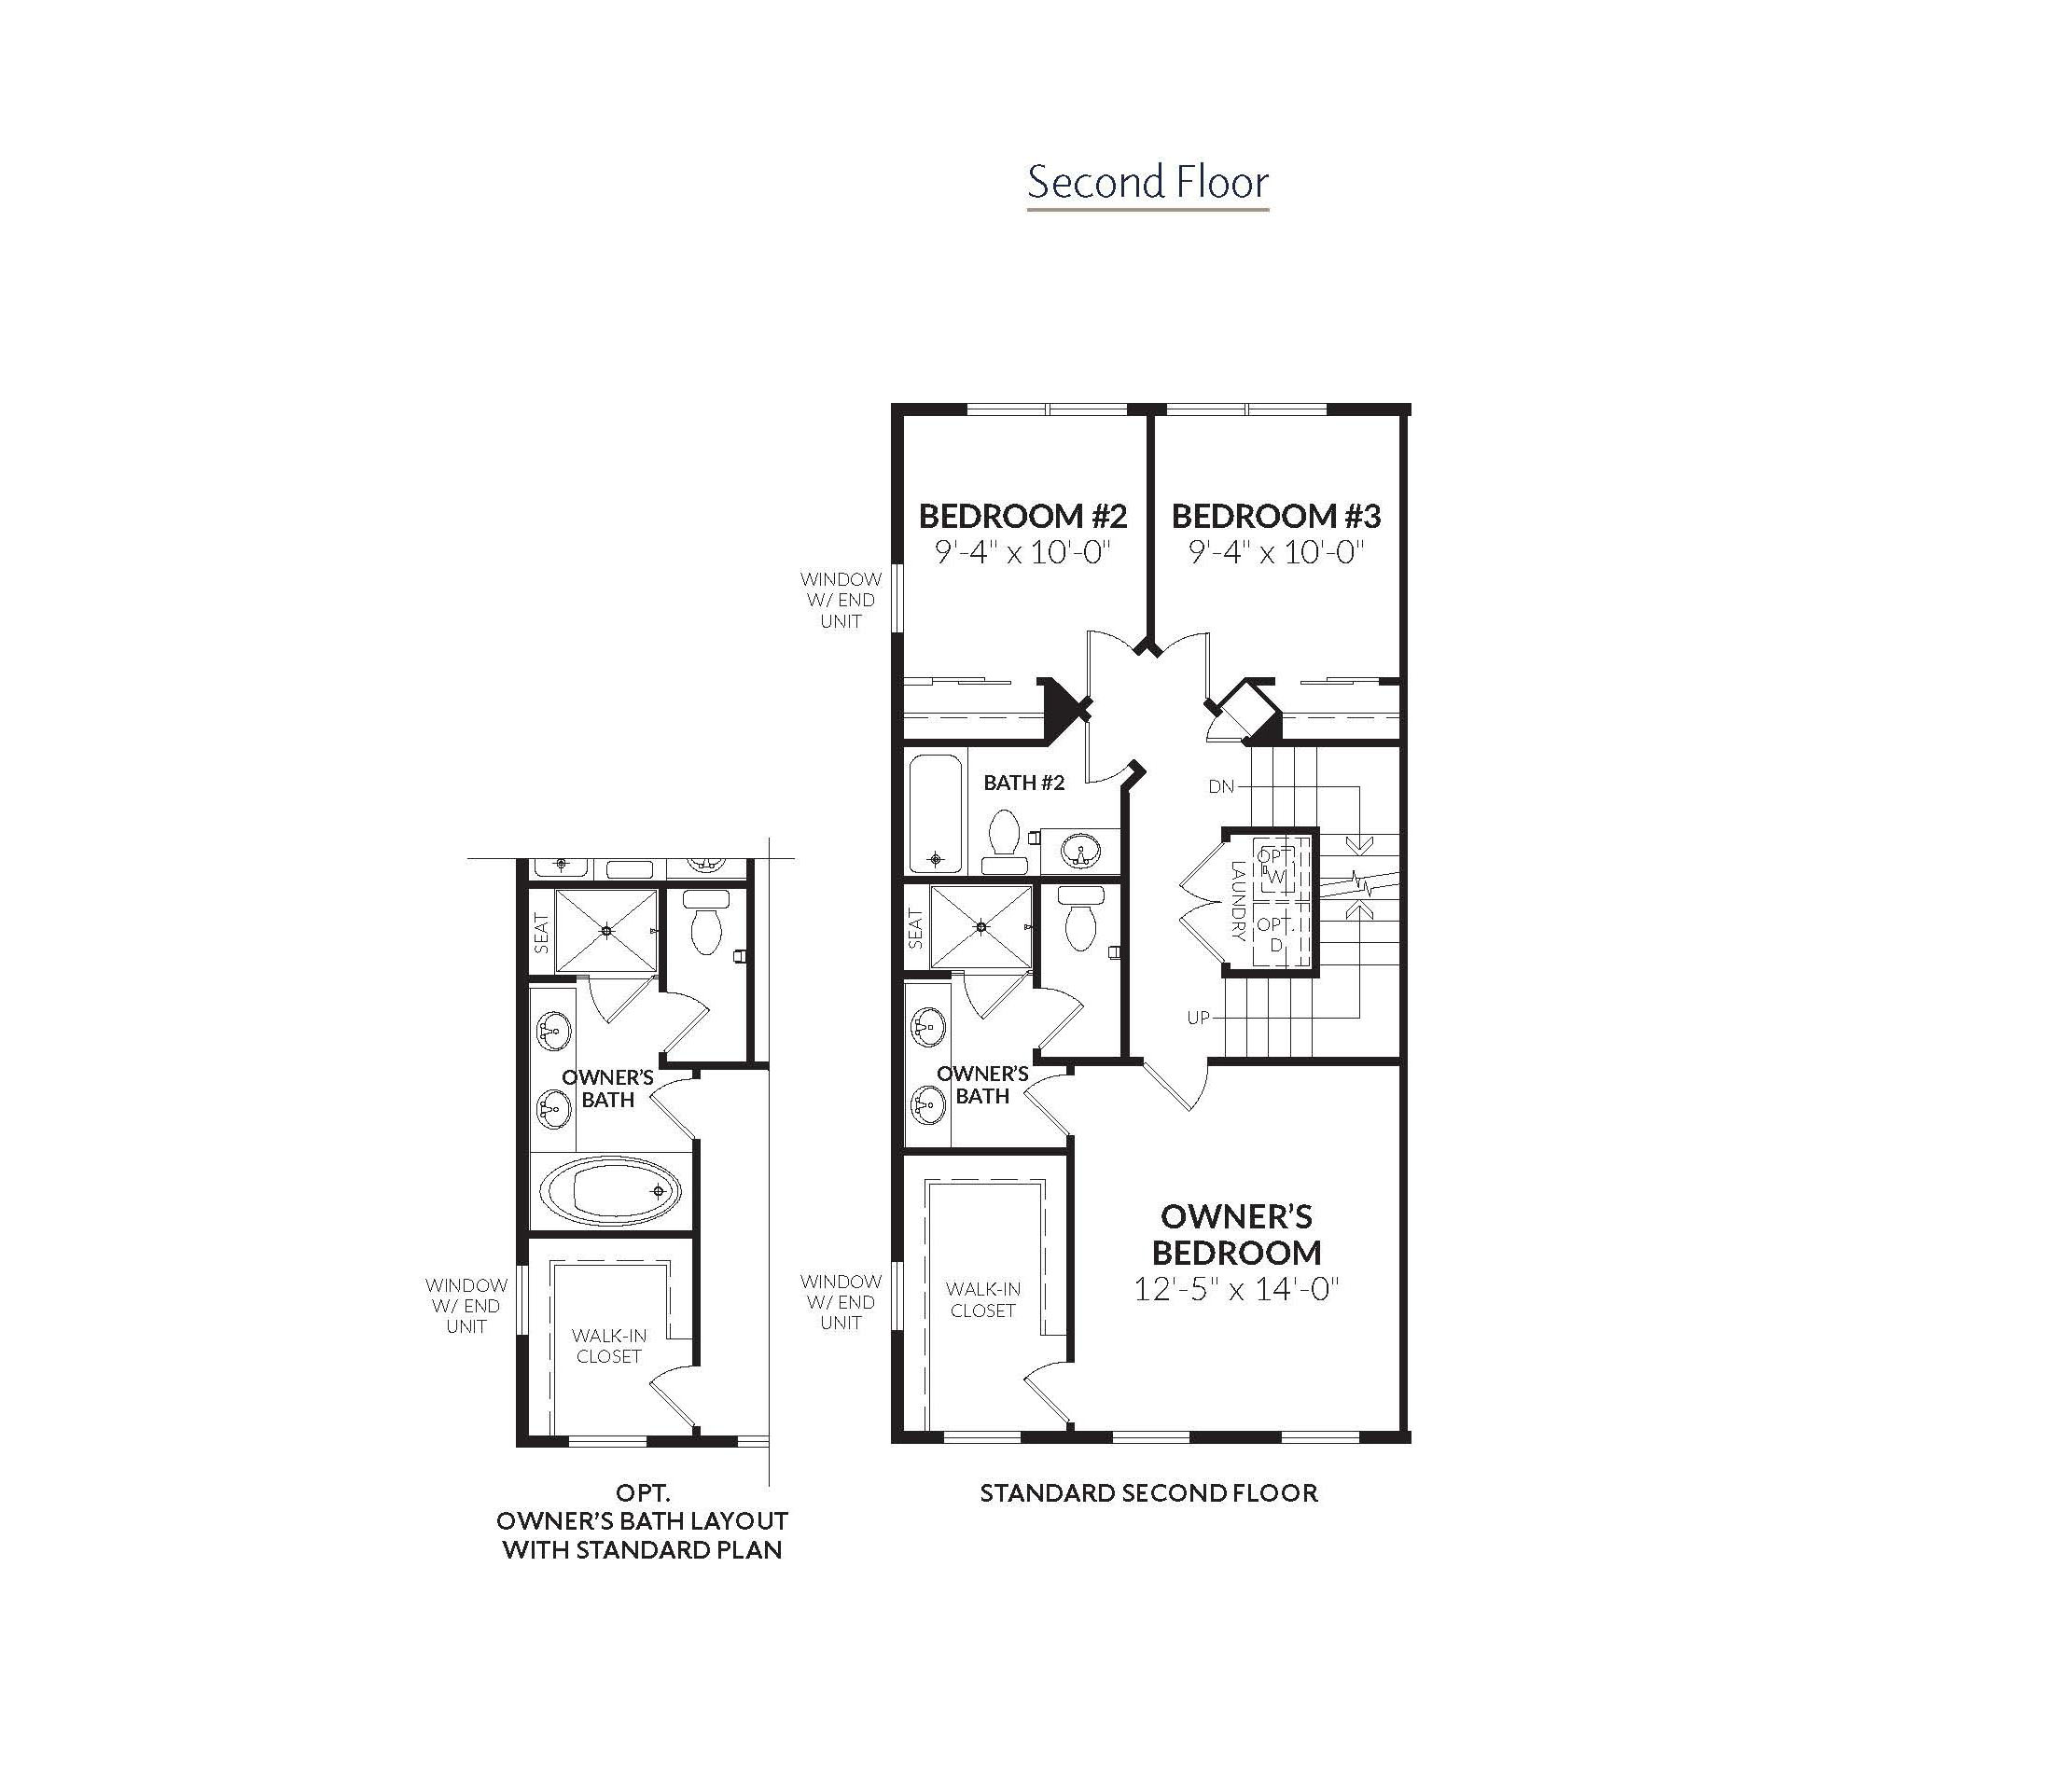 Second Floor
BEDROOM #2
9'-4" x 10'-0"
BEDROOM #3
9'-4" x 10'-0"
WINDOW
W/ END
UNIT
BATH #2
DN
LAUNDRY
OPT.
W
OPT.
D
SEAT
UP
OWNER'S
BATH
OWNER'S
BEDROOM
12'-5" x 14'-0"
WALK-IN
CLOSET
WINDOW
W/ END
UNIT
STANDARD SECOND FLOOR
SEAT
OWNER'S
BATH
WINDOW
W/ END
UNIT
WALK-IN
CLOSET
OPT.
OWNER'S BATH LAYOUT
WITH STANDARD PLAN